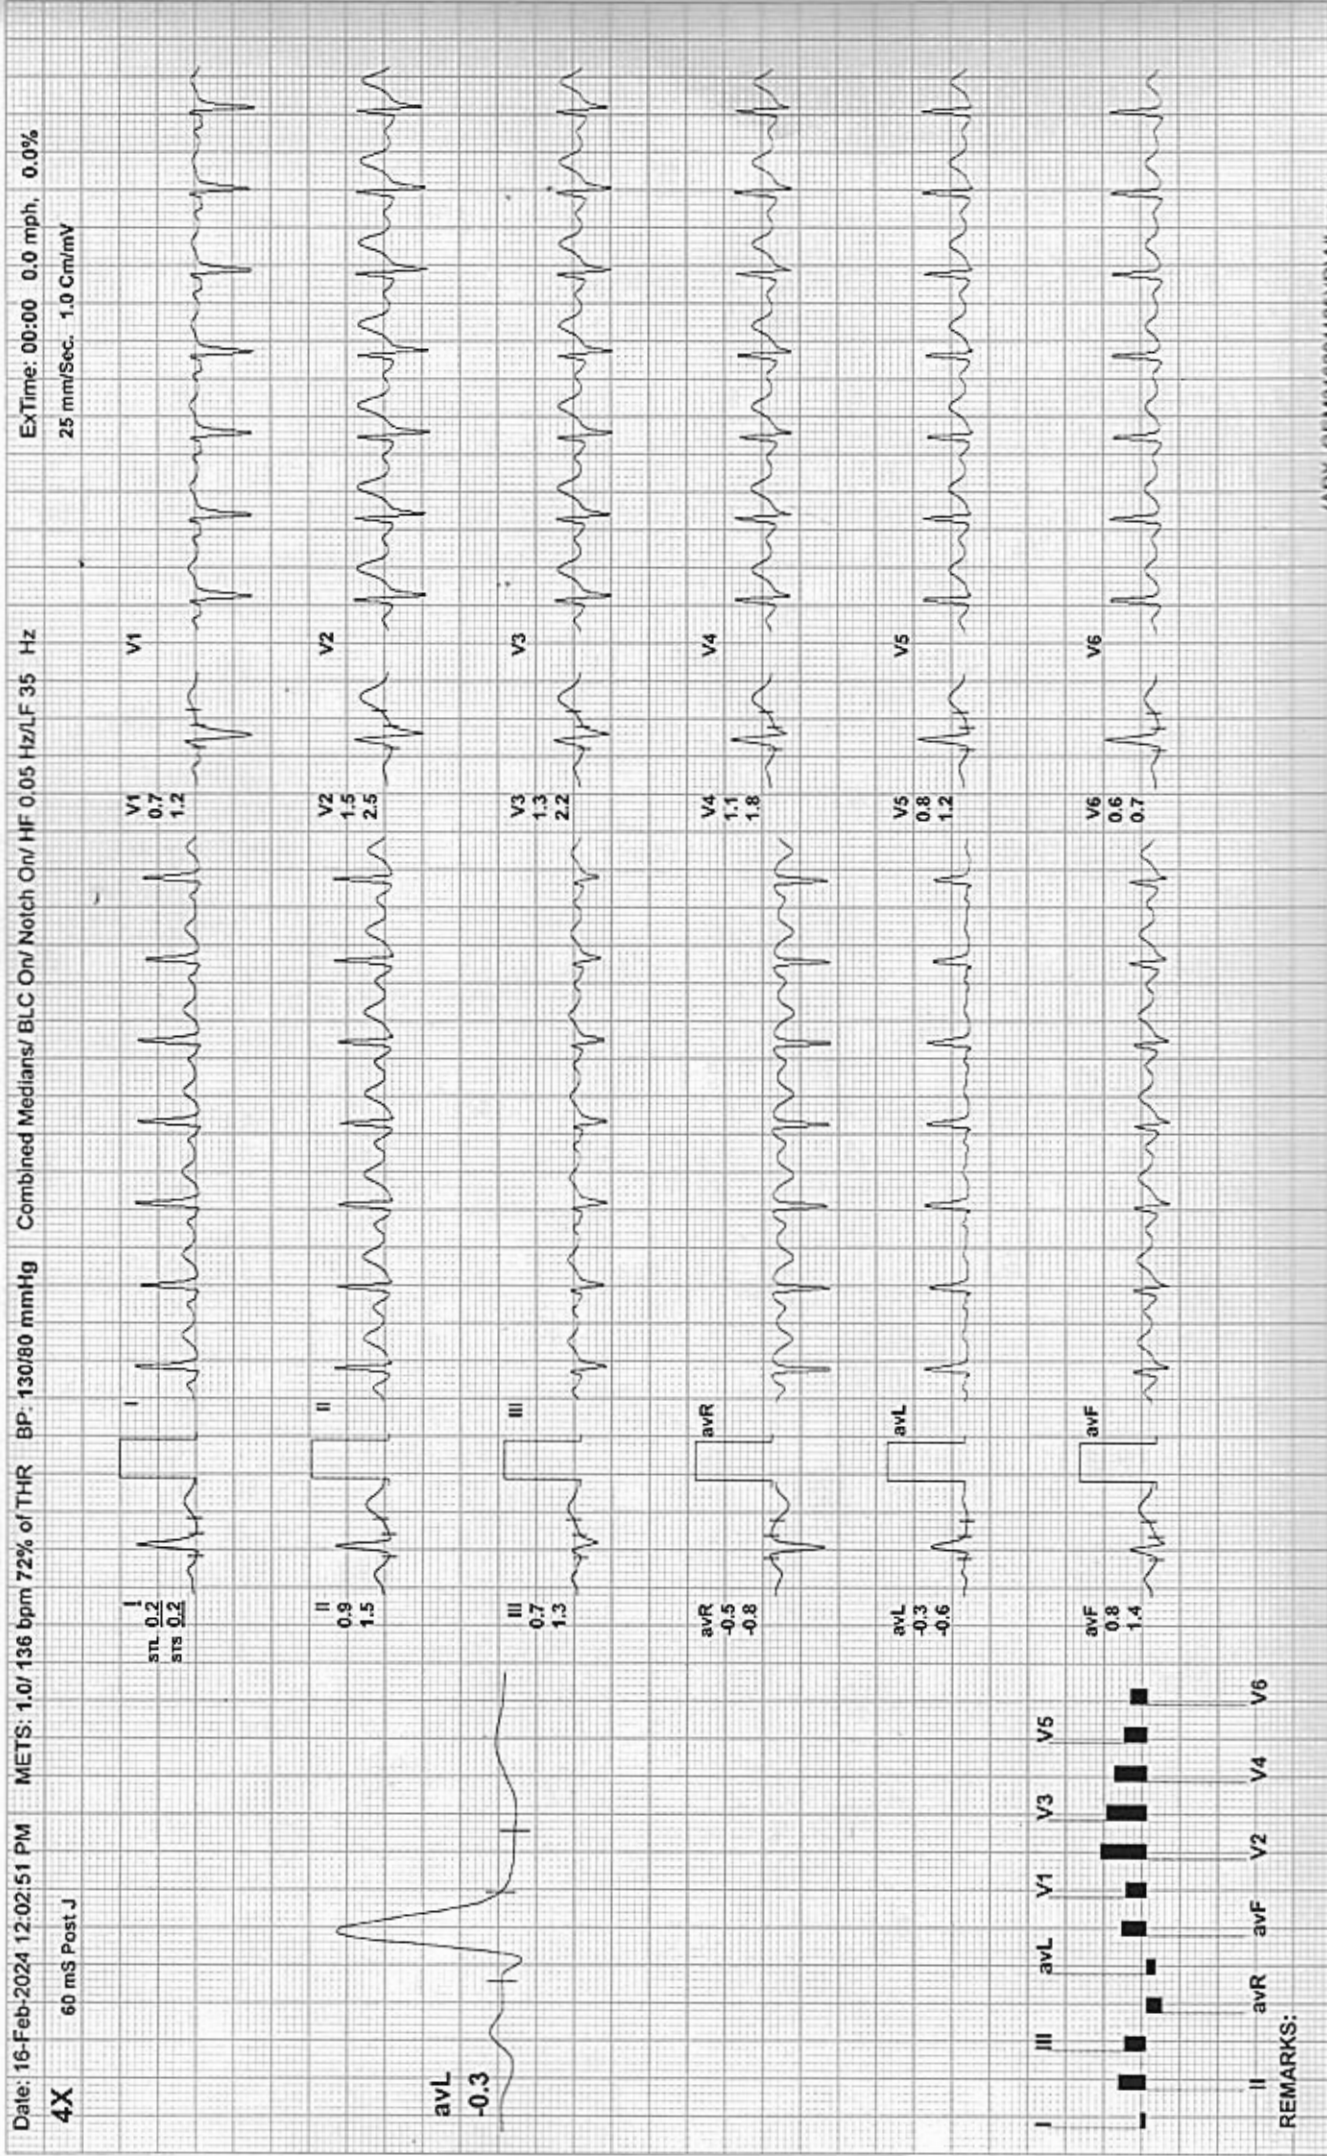 Date: 16-Feb-2024 12:02:51 PM METS: 1.0/ 136 bpm 72% of THR BP: 130/80 mmHg Combined Medians/ BLC On/ Notch On/ HF 0.05 Hz/LF 35 Hz ExTime: 00:00 0.0 mph, 0.0%
4X 60 mS Post J 25 mm/Sec. 1.0 Cm/mV
avL
-0.3
I
STL 0.2
STS 0.2
I
V1
0.7
1.2
V1
II
0.9
1.5
II
V2
1.5
2.5
V2
III
0.7
1.3
III
V3
1.3
2.2
V3
avR
-0.5
-0.8
avR
V4
1.1
1.8
V4
avL
-0.3
-0.6
avL
V5
0.8
1.2
V5
avF
0.8
1.4
avF
V6
0.6
0.7
V6
I III avL V1 V3 V5
II avR avF V2 V4 V6
REMARKS: